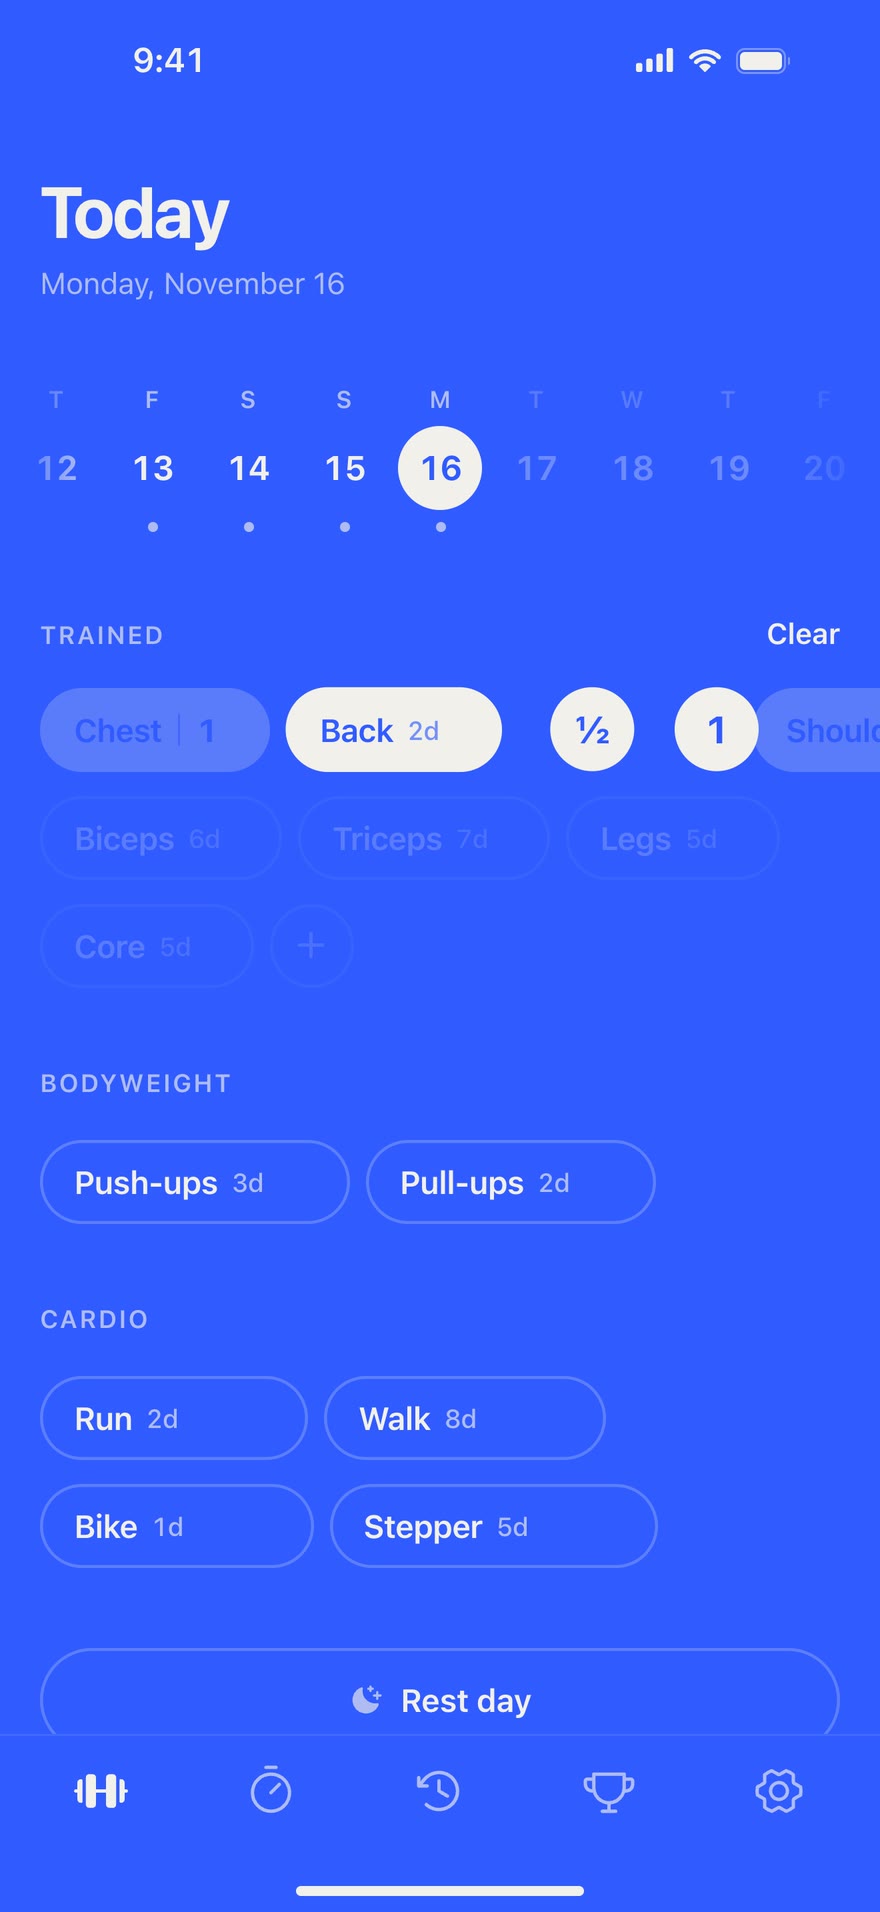 9:41
Today
Monday, November 16
T F S S M T W T F
12 13 14 15 16 17 18 19 20
TRAINED Clear
Chest 1 Back 2d ½ 1
Biceps 6d Triceps 7d Legs 5d
Core 5d +
BODYWEIGHT
Push-ups 3d Pull-ups 2d
CARDIO
Run 2d Walk 8d
Bike 1d Stepper 5d
Rest day